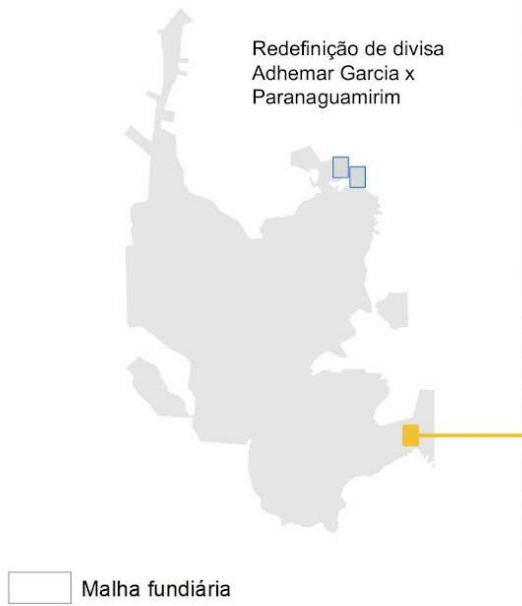 Redefinição de divisa
Adhemar Garcia x
Paranaguamirim
Malha fundiária